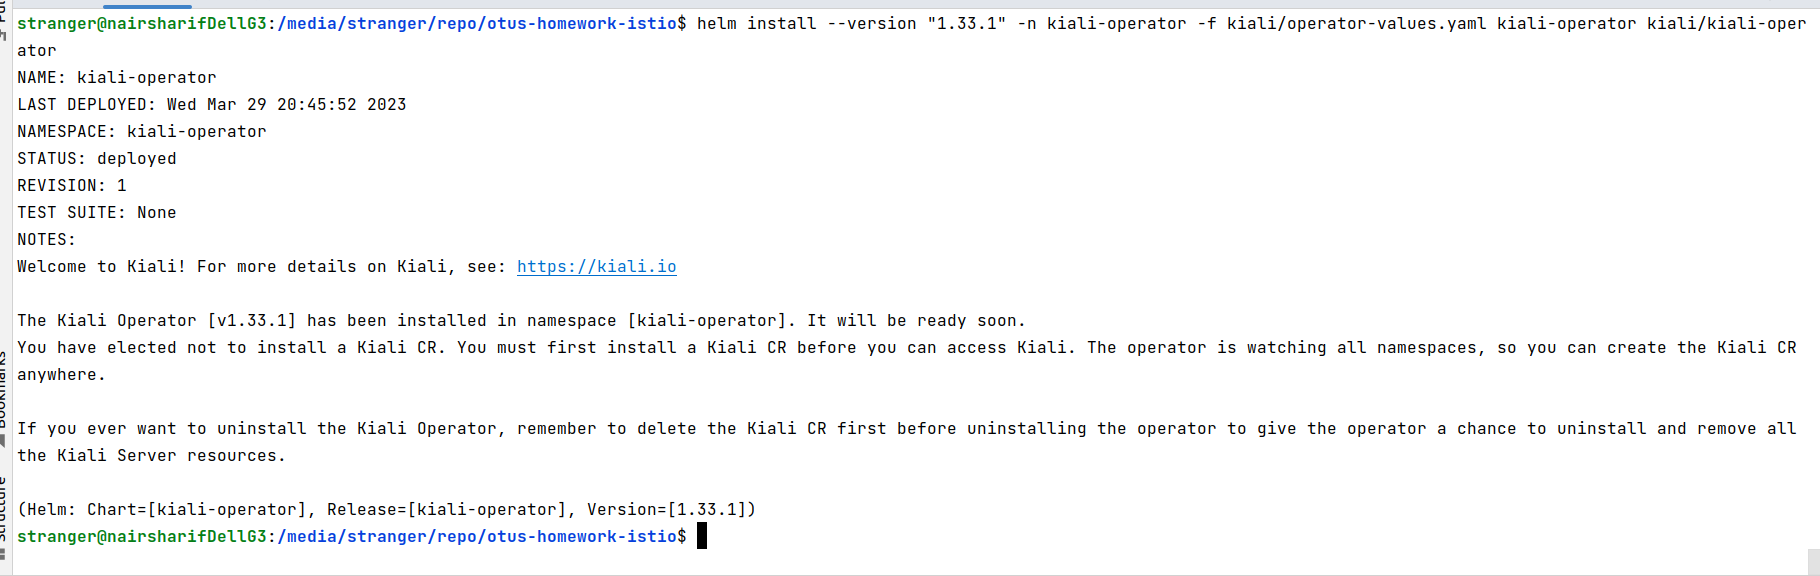 stranger@nairsharifDellG3:/media/stranger/repo/otus-homework-istio$ helm install --version "1.33.1" -n kiali-operator -f kiali/operator-values.yaml kiali-operator kiali/kiali-oper
ator
NAME: kiali-operator
LAST DEPLOYED: Wed Mar 29 20:45:52 2023
NAMESPACE: kiali-operator
STATUS: deployed
REVISION: 1
TEST SUITE: None
NOTES:
Welcome to Kiali! For more details on Kiali, see: https://kiali.io
The Kiali Operator [v1.33.1] has been installed in namespace [kiali-operator]. It will be ready soon.
You have elected not to install a Kiali CR. You must first install a Kiali CR before you can access Kiali. The operator is watching all namespaces, so you can create the Kiali CR
anywhere.
If you ever want to uninstall the Kiali Operator, remember to delete the Kiali CR first before uninstalling the operator to give the operator a chance to uninstall and remove all
the Kiali Server resources.
(Helm: Chart=[kiali-operator], Release=[kiali-operator], Version=[1.33.1])
stranger@nairsharifDellG3:/media/stranger/repo/otus-homework-istio$
Bookmarks
Structure